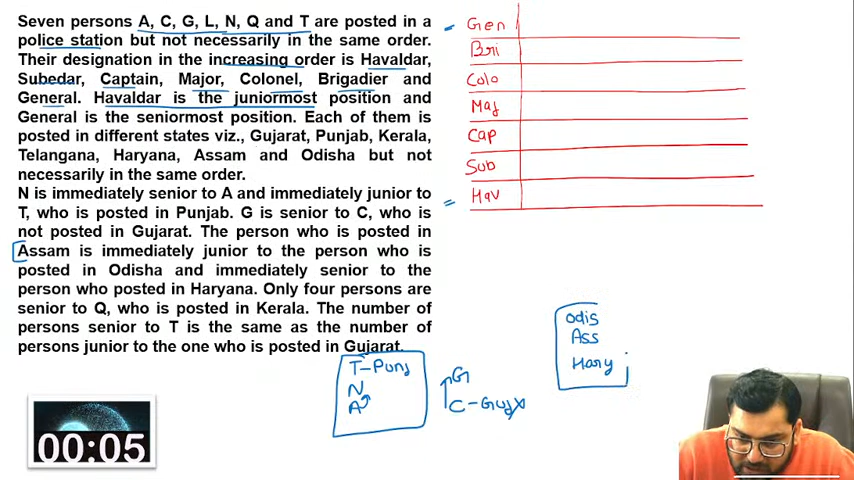 Seven persons A, C, G, L, N, Q and T are posted in a
police station but not necessarily in the same order.
Their designation in the increasing order is Havaldar,
Subedar, Captain, Major, Colonel, Brigadier and
General. Havaldar is the juniormost position and
General is the seniormost position. Each of them is
posted in different states viz., Gujarat, Punjab, Kerala,
Telangana, Haryana, Assam and Odisha but not
necessarily in the same order.
N is immediately senior to A and immediately junior to
T, who is posted in Punjab. G is senior to C, who is
not posted in Gujarat. The person who is posted in
Assam is immediately junior to the person who is
posted in Odisha and immediately senior to the
person who posted in Haryana. Only four persons are
senior to Q, who is posted in Kerala. The number of
persons senior to T is the same as the number of
persons junior to the one who is posted in Gujarat.
Gen
Bri
Colo
Maj
Cap
Sub
Hav
T-Punj
N
A
G
C-Guj
Odis
Ass
Hary
00:05